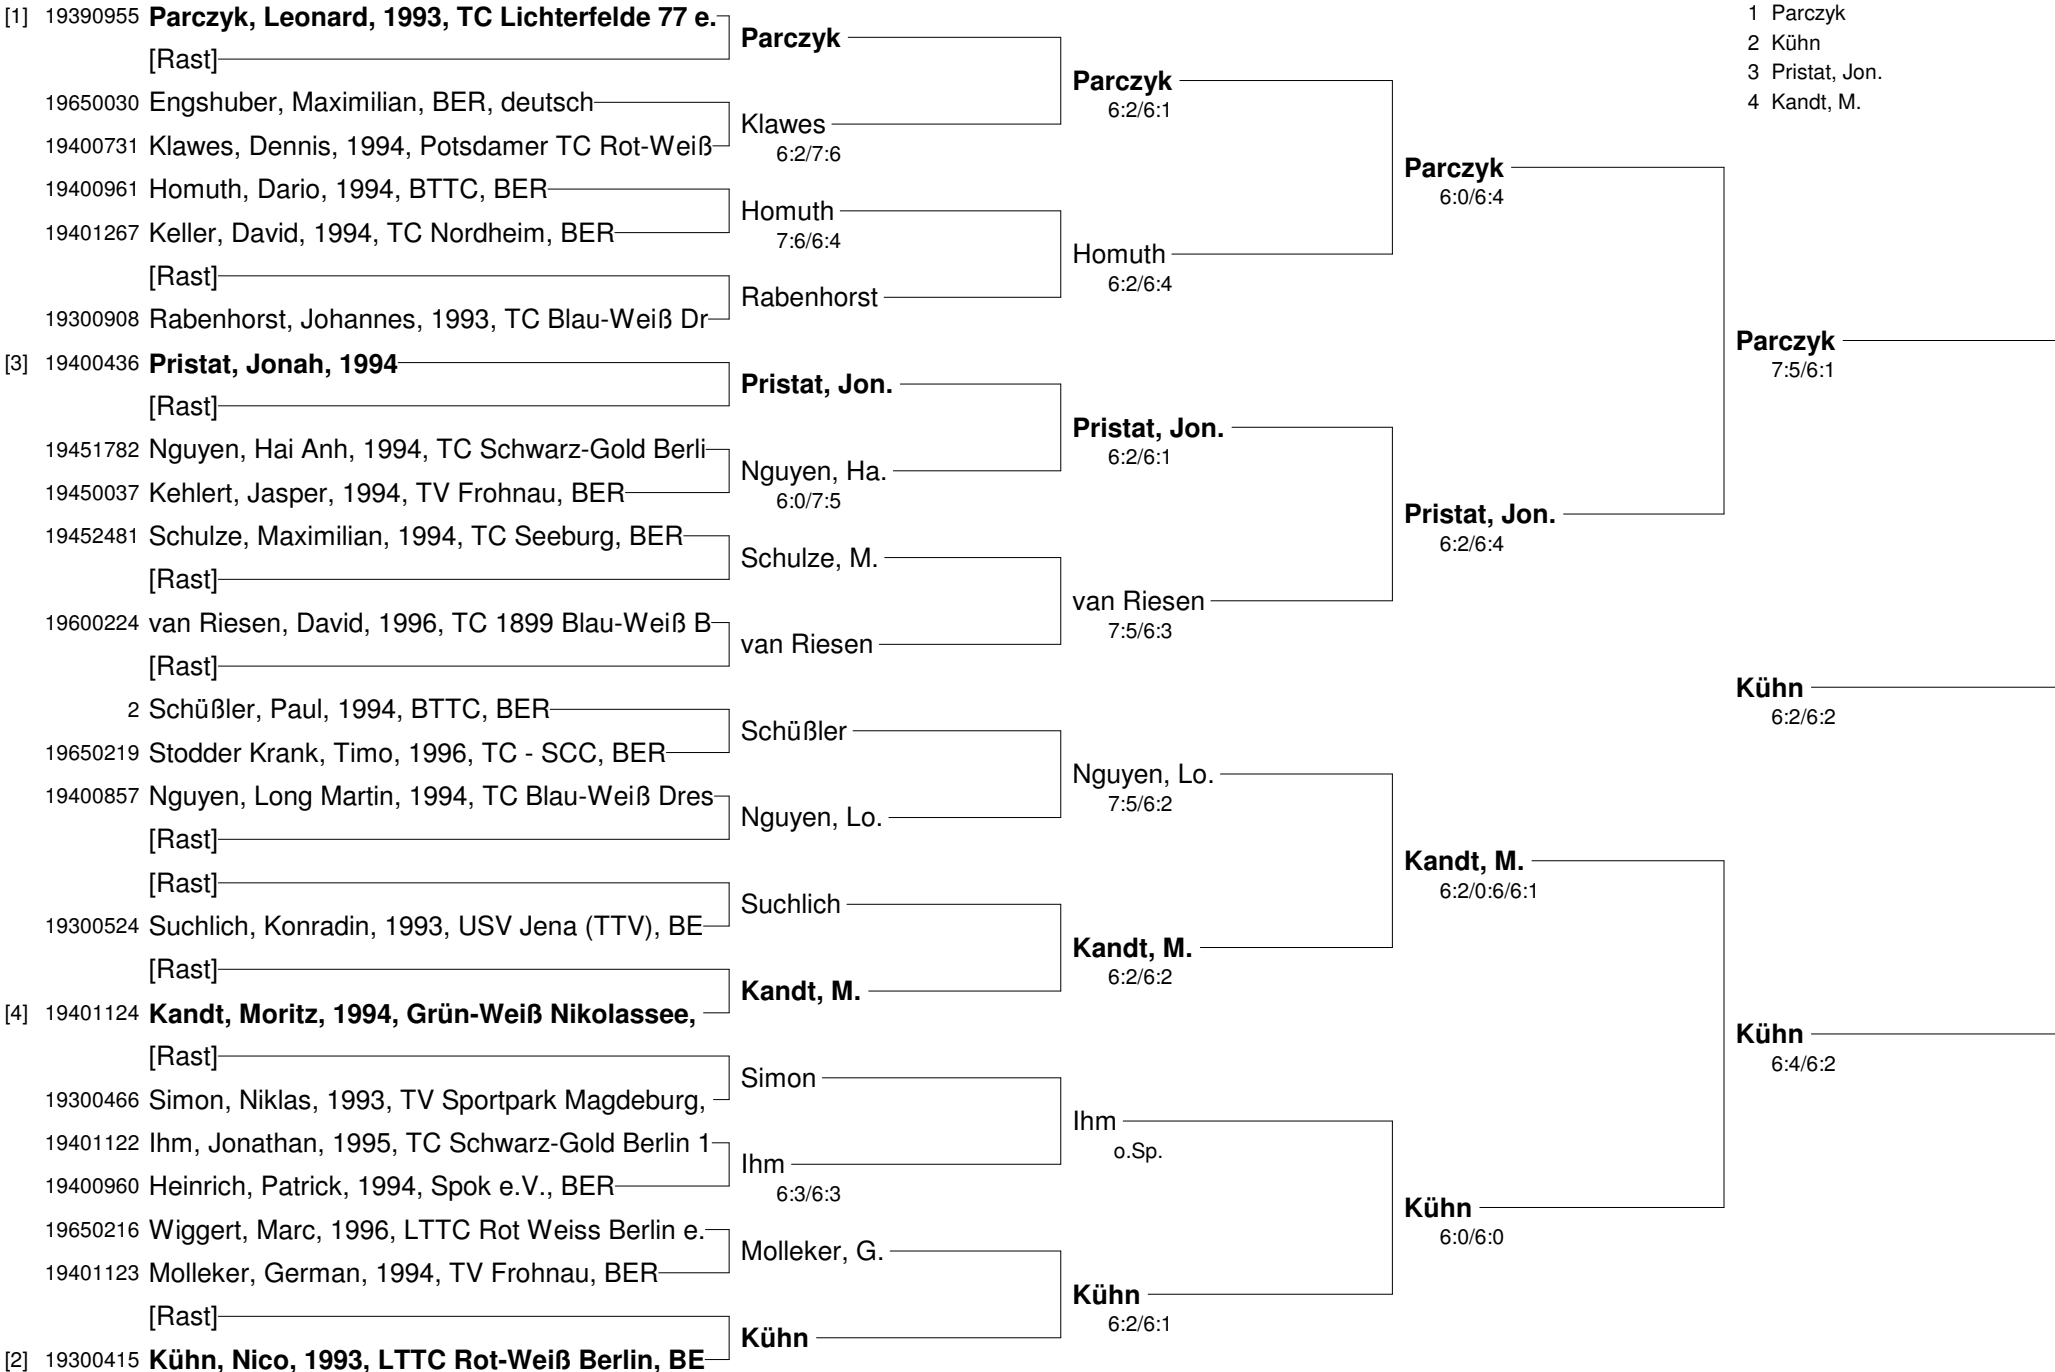 [1] 19390955 Parczyk, Leonard, 1993, TC Lichterfelde 77 e.
[Rast]
19650030 Engshuber, Maximilian, BER, deutsch
19400731 Klawes, Dennis, 1994, Potsdamer TC Rot-Weiß
19400961 Homuth, Dario, 1994, BTTC, BER
19401267 Keller, David, 1994, TC Nordheim, BER
[Rast]
19300908 Rabenhorst, Johannes, 1993, TC Blau-Weiß Dr
[3] 19400436 Pristat, Jonah, 1994
[Rast]
19451782 Nguyen, Hai Anh, 1994, TC Schwarz-Gold Berli
19450037 Kehlert, Jasper, 1994, TV Frohnau, BER
19452481 Schulze, Maximilian, 1994, TC Seeburg, BER
[Rast]
19600224 van Riesen, David, 1996, TC 1899 Blau-Weiß B
[Rast]
2 Schüßler, Paul, 1994, BTTC, BER
19650219 Stodder Krank, Timo, 1996, TC - SCC, BER
19400857 Nguyen, Long Martin, 1994, TC Blau-Weiß Dres
[Rast]
[Rast]
19300524 Suchlich, Konradin, 1993, USV Jena (TTV), BE
[Rast]
[4] 19401124 Kandt, Moritz, 1994, Grün-Weiß Nikolassee,
[Rast]
19300466 Simon, Niklas, 1993, TV Sportpark Magdeburg,
19401122 Ihm, Jonathan, 1995, TC Schwarz-Gold Berlin 1
19400960 Heinrich, Patrick, 1994, Spok e.V., BER
19650216 Wiggert, Marc, 1996, LTTC Rot Weiss Berlin e.
19401123 Molleker, German, 1994, TV Frohnau, BER
[Rast]
[2] 19300415 Kühn, Nico, 1993, LTTC Rot-Weiß Berlin, BE
Parczyk
Klawes
6:2/7:6
Homuth
7:6/6:4
Rabenhorst
Pristat, Jon.
Nguyen, Ha.
6:0/7:5
Schulze, M.
van Riesen
Schüßler
Nguyen, Lo.
Suchlich
Kandt, M.
Simon
Ihm
6:3/6:3
Molleker, G.
Kühn
Parczyk
6:2/6:1
Homuth
6:2/6:4
Pristat, Jon.
6:2/6:1
van Riesen
7:5/6:3
Nguyen, Lo.
7:5/6:2
Kandt, M.
6:2/6:2
Ihm
o.Sp.
Kühn
6:2/6:1
Parczyk
6:0/6:4
Pristat, Jon.
6:2/6:4
Kandt, M.
6:2/0:6/6:1
Kühn
6:0/6:0
1 Parczyk
2 Kühn
3 Pristat, Jon.
4 Kandt, M.
Parczyk
7:5/6:1
Kühn
6:2/6:2
Kühn
6:4/6:2